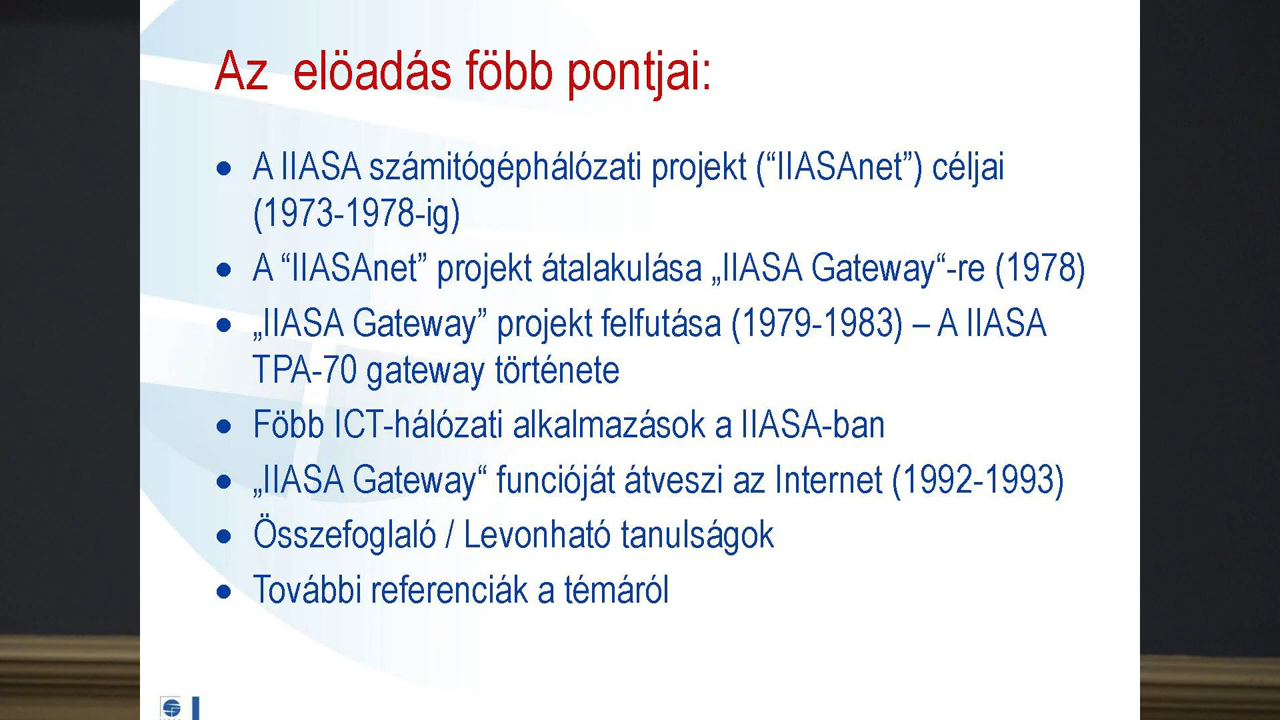 Az elöadás föbb pontjai:
• A IIASA számitógéphálózati projekt (“IIASAnet”) céljai
(1973-1978-ig)
• A “IIASAnet” projekt átalakulása „IIASA Gateway“-re (1978)
• „IIASA Gateway” projekt felfutása (1979-1983) – A IIASA
TPA-70 gateway története
• Föbb ICT-hálózati alkalmazások a IIASA-ban
• „IIASA Gateway“ funcióját átveszi az Internet (1992-1993)
• Összefoglaló / Levonható tanulságok
• További referenciák a témáról